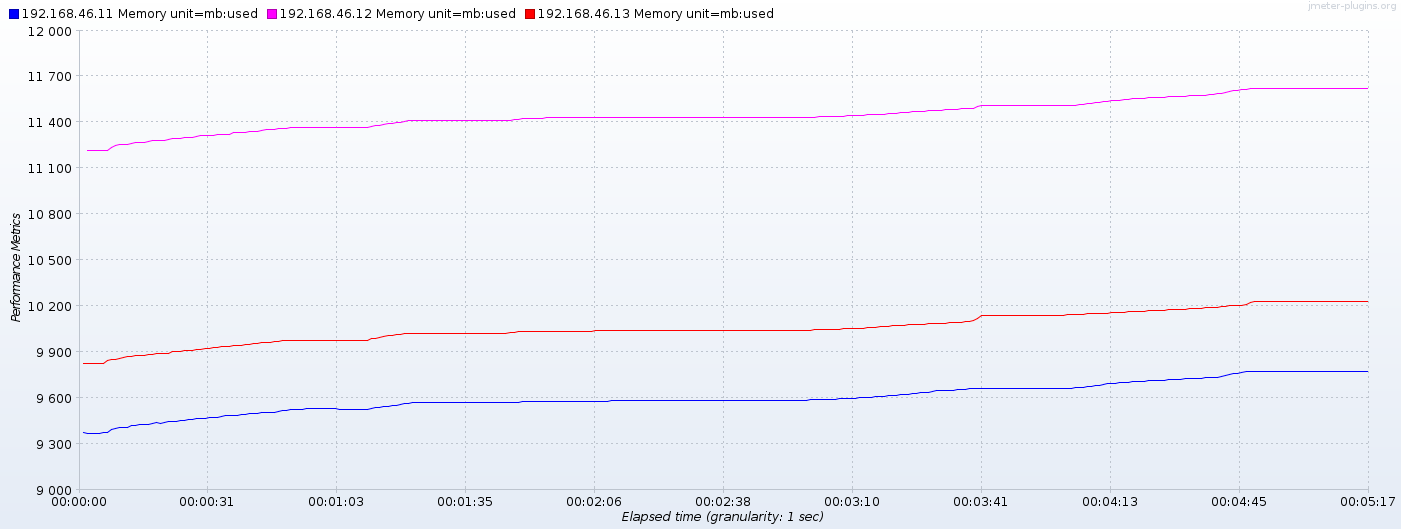 jmeter-plugins.org
192.168.46.11 Memory unit=mb:used 192.168.46.12 Memory unit=mb:used 192.168.46.13 Memory unit=mb:used
12 000
11 700
11 400
11 100
10 800
10 500
10 200
9 900
9 600
9 300
9 000
Performance Metrics
00:00:00 00:00:31 00:01:03 00:01:35 00:02:06 00:02:38 00:03:10 00:03:41 00:04:13 00:04:45 00:05:17
Elapsed time (granularity: 1 sec)